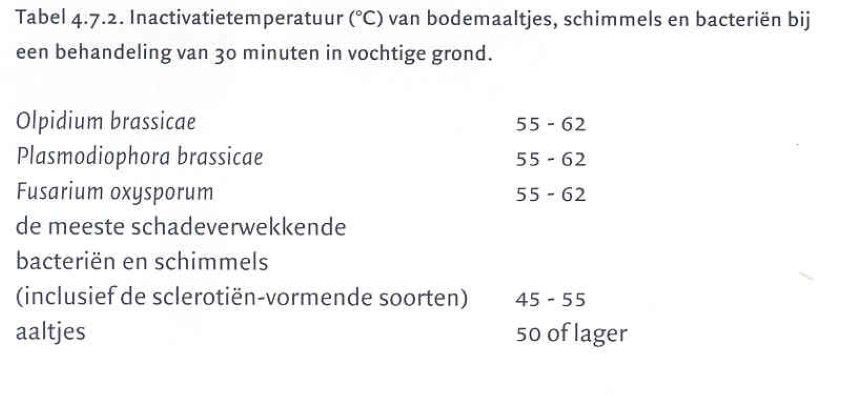 Tabel 4.7.2. Inactivatietemperatuur (°C) van bodemaaltjes, schimmels en bacteriën bij
een behandeling van 30 minuten in vochtige grond.
Olpidium brassicae 55 - 62
Plasmodiophora brassicae 55 - 62
Fusarium oxysporum 55 - 62
de meeste schadeverwekkende
bacteriën en schimmels
(inclusief de sclerotiën-vormende soorten) 45 - 55
aaltjes 50 of lager